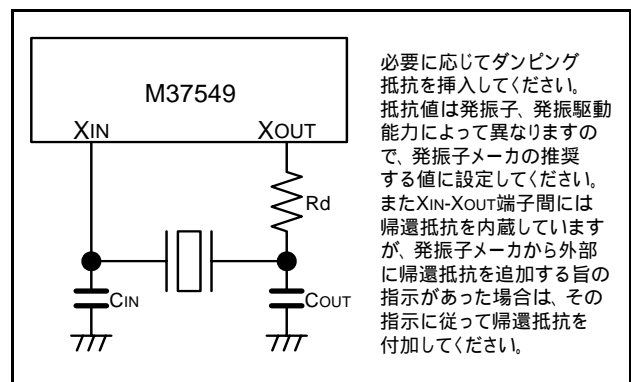 M37549
XIN
XOUT
Rd
CIN
COUT
必要に応じてダンピング
抵抗を挿入してください。
抵抗値は発振子、発振駆動
能力によって異なりますの
で、発振子メーカの推奨
する値に設定してください。
またXIN-XOUT端子間には
帰還抵抗を内蔵しています
が、発振子メーカから外部
に帰還抵抗を追加する旨の
指示があった場合は、その
指示に従って帰還抵抗を
付加してください。